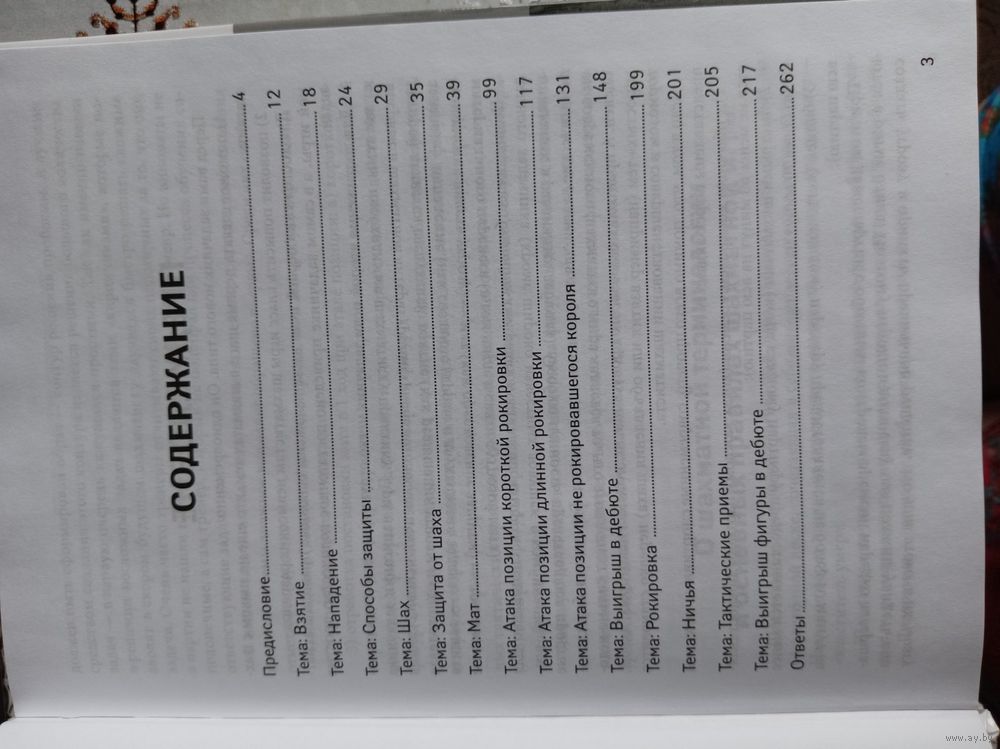 СОДЕРЖАНИЕ
Предисловие........4
Тема: Взятие........12
Тема: Нападение........18
Тема: Способы защиты........24
Тема: Шах........29
Тема: Защита от шаха........35
Тема: Мат........39
Тема: Атака позиции короткой рокировки........99
Тема: Атака позиции длинной рокировки........117
Тема: Атака позиции не рокировавшегося короля........131
Тема: Выигрыш в дебюте........148
Тема: Рокировка........199
Тема: Ничья........201
Тема: Тактические приемы........205
Тема: Выигрыш фигуры в дебюте........217
Ответы........262
3
www.ay.by